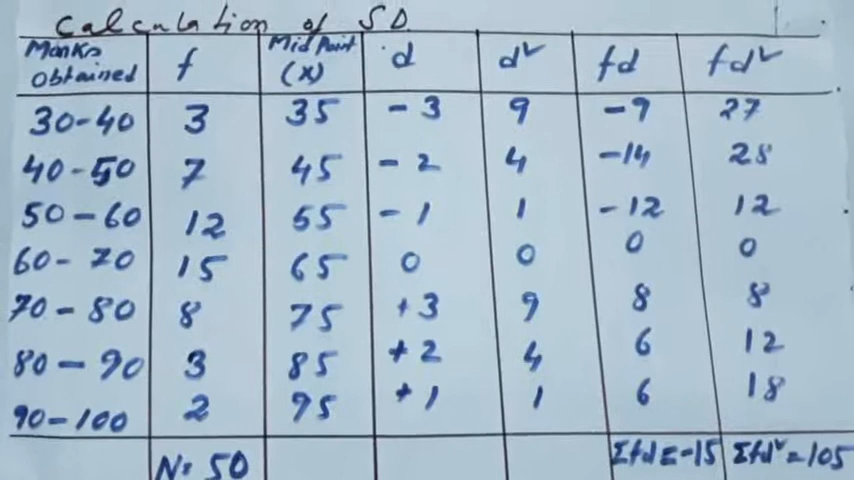 Calculation of SD
Marks Obtained f Mid Point (x) d d² fd fd²
30-40 3 35 -3 9 -9 27
40-50 7 45 -2 4 -14 28
50-60 12 55 -1 1 -12 12
60-70 15 65 0 0 0 0
70-80 8 75 +3 9 8 8
80-90 3 85 +2 4 6 12
90-100 2 95 +1 1 6 18
N=50 Σfd=-15 Σfd²=105